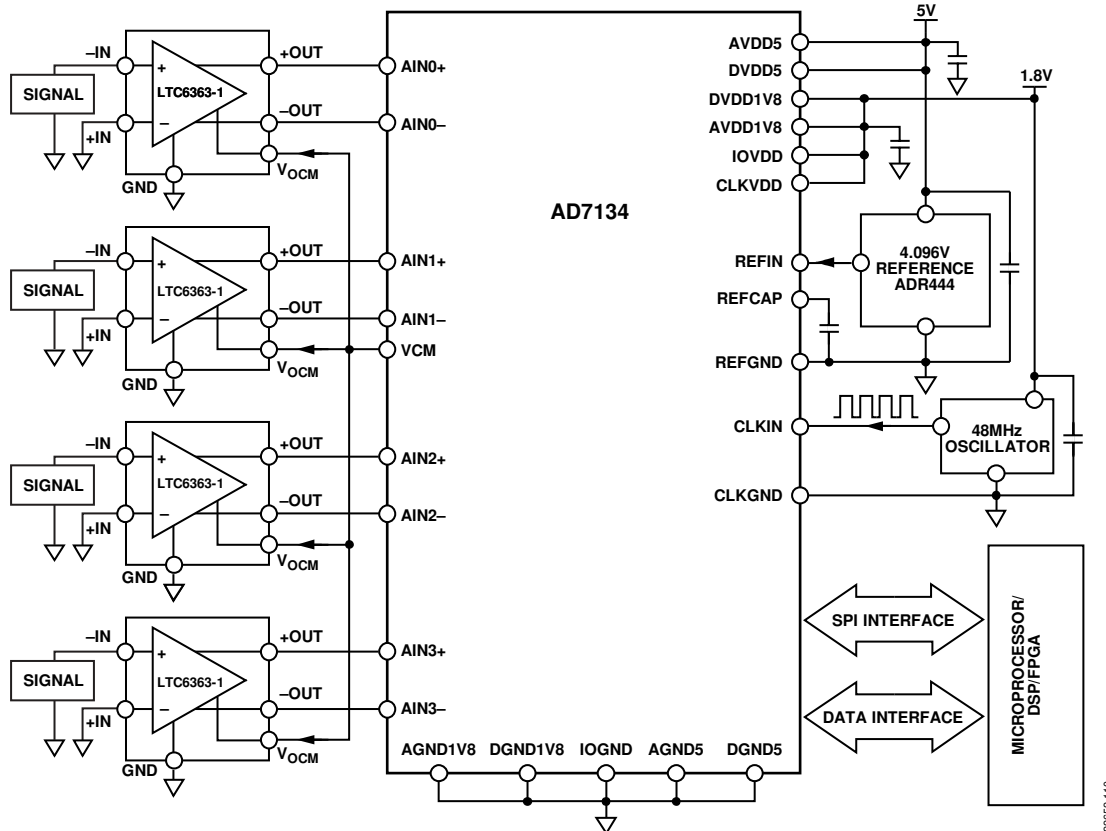 –IN
+OUT
SIGNAL
+
LTC6363-1
–
–OUT
+IN
GND
VOCM
–IN
+OUT
SIGNAL
+
LTC6363-1
–
–OUT
+IN
GND
VOCM
–IN
+OUT
SIGNAL
+
LTC6363-1
–
–OUT
+IN
GND
VOCM
–IN
+OUT
SIGNAL
+
LTC6363-1
–
–OUT
+IN
GND
VOCM
AIN0+
AIN0–
AIN1+
AIN1–
VCM
AIN2+
AIN2–
AIN3+
AIN3–
AD7134
AVDD5
DVDD5
DVDD1V8
AVDD1V8
IOVDD
CLKVDD
REFIN
REFCAP
REFGND
CLKIN
CLKGND
AGND1V8
DGND1V8
IOGND
AGND5
DGND5
5V
1.8V
4.096V
REFERENCE
ADR444
48MHz
OSCILLATOR
SPI INTERFACE
DATA INTERFACE
MICROPROCESSOR/
DSP/FPGA